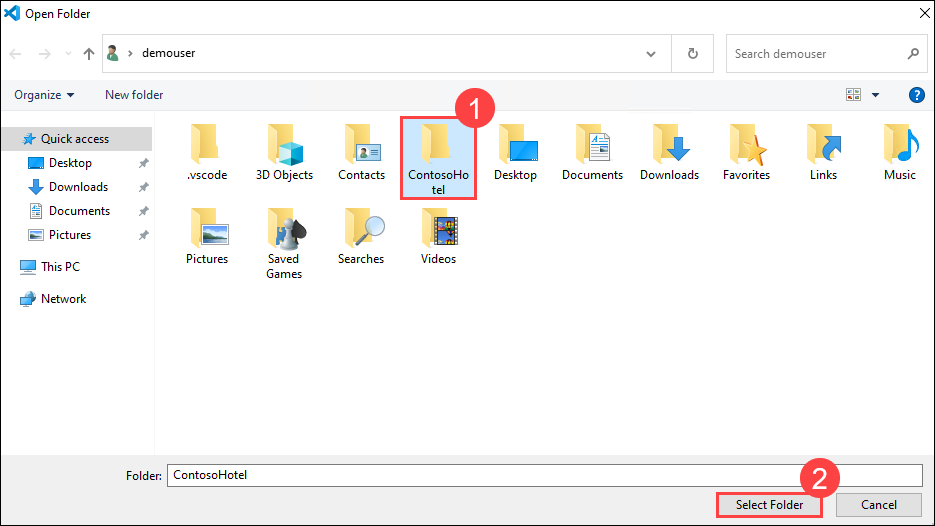 Open Folder
demouser
Search demouser
Organize
New folder
?
1
Quick access
Desktop
Downloads
Documents
Pictures
This PC
Network
.vscode
3D Objects
Contacts
ContosoHo
tel
Desktop
Documents
Downloads
Favorites
Links
Music
Pictures
Saved
Games
Searches
Videos
Folder:
ContosoHotel
2
Select Folder
Cancel